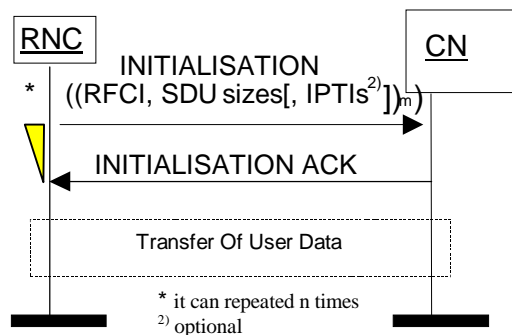 RNC
CN
INITIALISATION
* ((RFCI, SDU sizes[, IPTIs2)])m)
INITIALISATION ACK
Transfer Of User Data
* it can repeated n times
2) optional